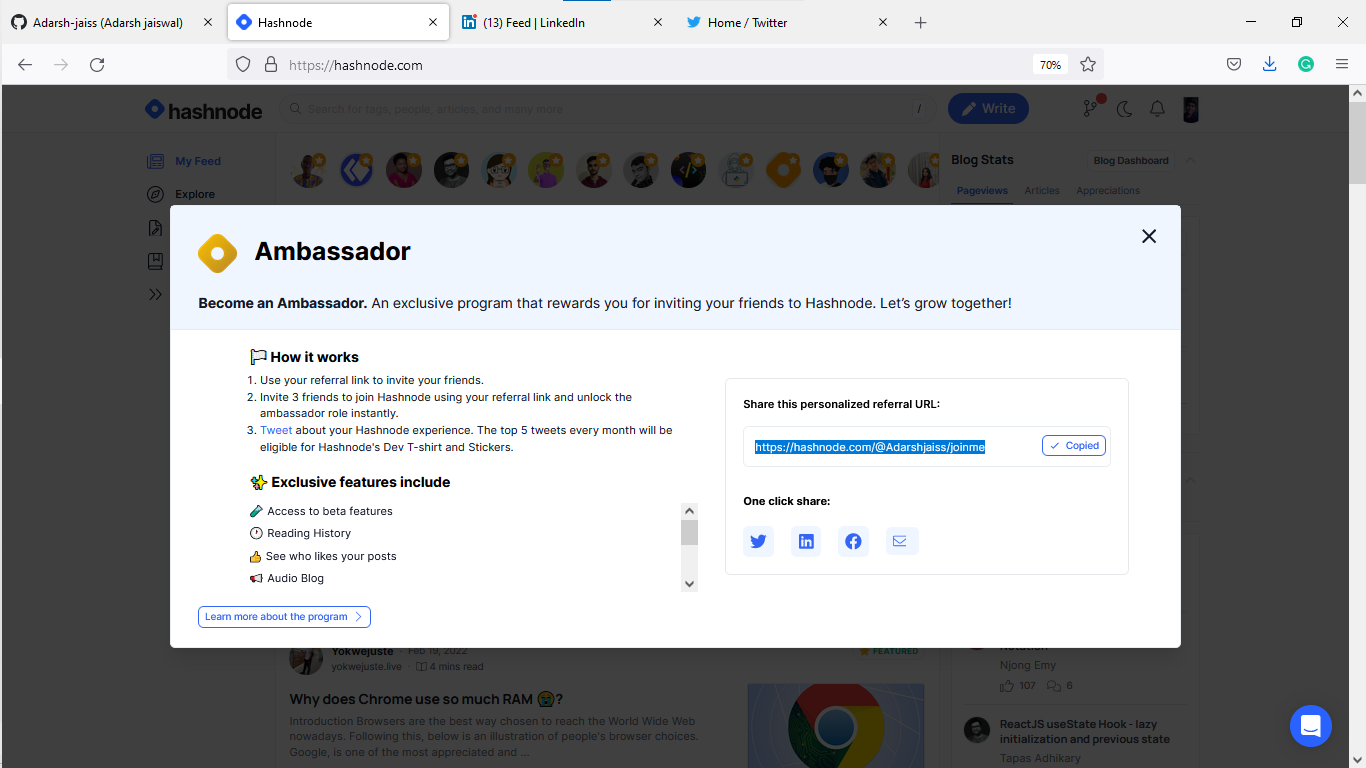 Adarsh-jaiss (Adarsh jaiswal)
Hashnode
(13) Feed | LinkedIn
Home / Twitter
https://hashnode.com
70%
hashnode
Search for tags, people, articles, and many more
/
Write
My Feed
Explore
Blog Stats
Blog Dashboard
Pageviews
Articles
Appreciations
Ambassador
Become an Ambassador. An exclusive program that rewards you for inviting your friends to Hashnode. Let's grow together!
How it works
1. Use your referral link to invite your friends.
2. Invite 3 friends to join Hashnode using your referral link and unlock the
ambassador role instantly.
3. Tweet about your Hashnode experience. The top 5 tweets every month will be
eligible for Hashnode's Dev T-shirt and Stickers.
Exclusive features include
Access to beta features
Reading History
See who likes your posts
Audio Blog
Learn more about the program
Share this personalized referral URL:
https://hashnode.com/@Adarshjaiss/joinme
Copied
One click share:
Yokwejuste · Feb 19, 2022
yokwejuste.live · 4 mins read
FEATURED
Why does Chrome use so much RAM 😭?
Introduction Browsers are the best way chosen to reach the World Wide Web
nowadays. Following this, below is an illustration of people's browser choices.
Google, is one of the most appreciated and ...
Notation
Njong Emy
107
6
ReactJS useState Hook - lazy
initialization and previous state
Tapas Adhikary